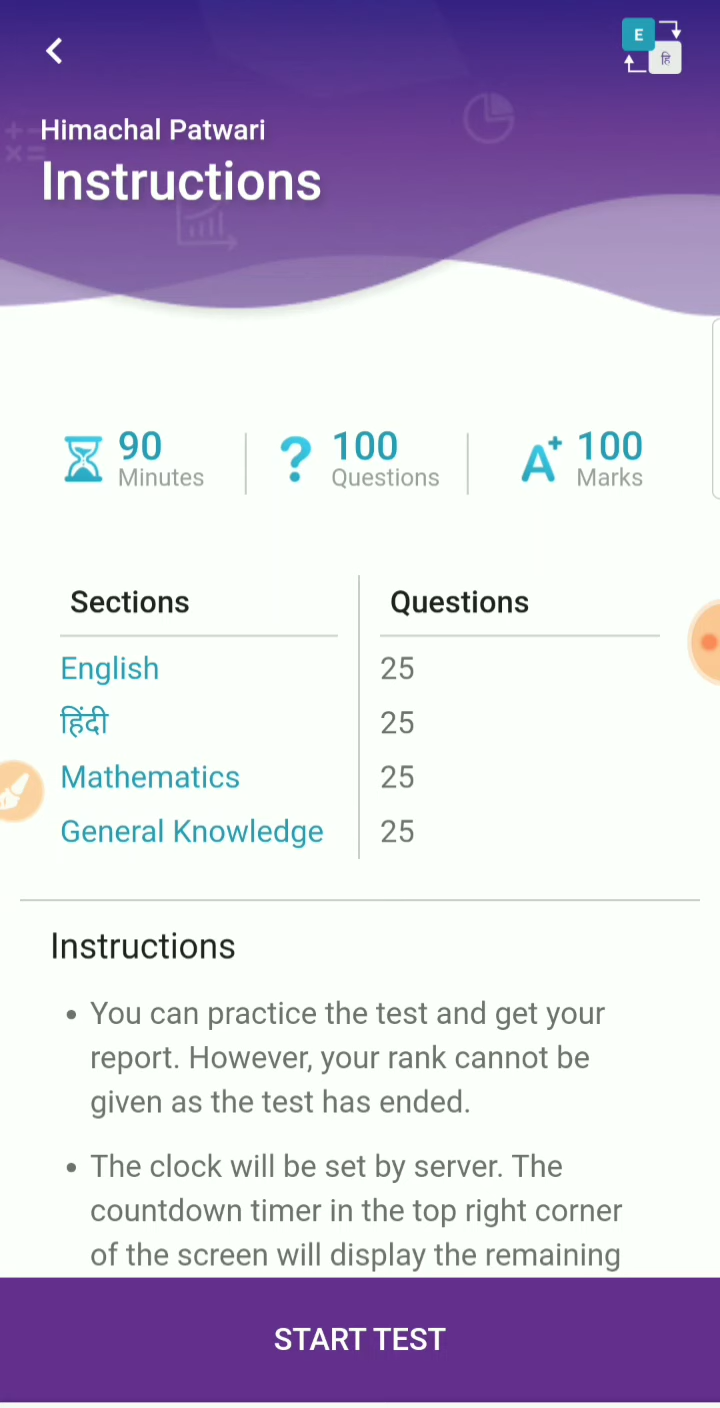 E
हि
Himachal Patwari
Instructions
90
Minutes
100
Questions
A+
100
Marks
Sections
Questions
English
25
हिंदी
25
Mathematics
25
General Knowledge
25
Instructions
• You can practice the test and get your
report. However, your rank cannot be
given as the test has ended.
• The clock will be set by server. The
countdown timer in the top right corner
of the screen will display the remaining
START TEST